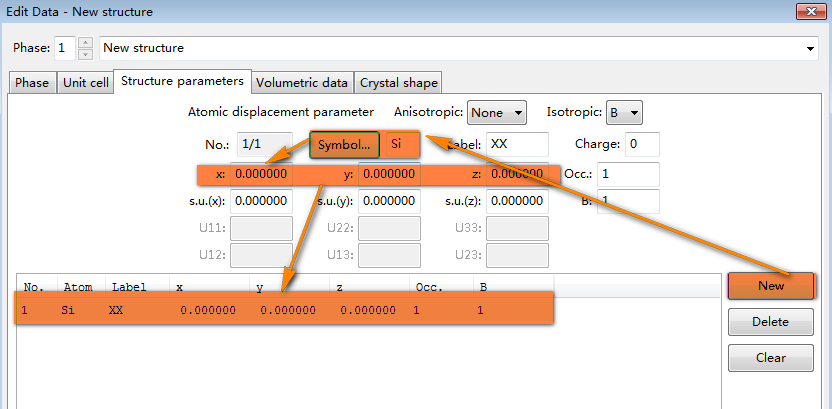 Edit Data - New structure
Phase: 1 New structure
Phase Unit cell Structure parameters Volumetric data Crystal shape
Atomic displacement parameter Anisotropic: None Isotropic: B
No.: 1/1 Symbol... Si Label: XX Charge: 0
x: 0.000000 y: 0.000000 z: 0.000000 Occ.: 1
s.u.(x): 0.000000 s.u.(y): 0.000000 s.u.(z): 0.000000 B: 1
U11: U22: U33:
U12: U13: U23:
No. Atom Label x y z Occ. B
New
1 Si XX 0.000000 0.000000 0.000000 1 1
Delete
Clear